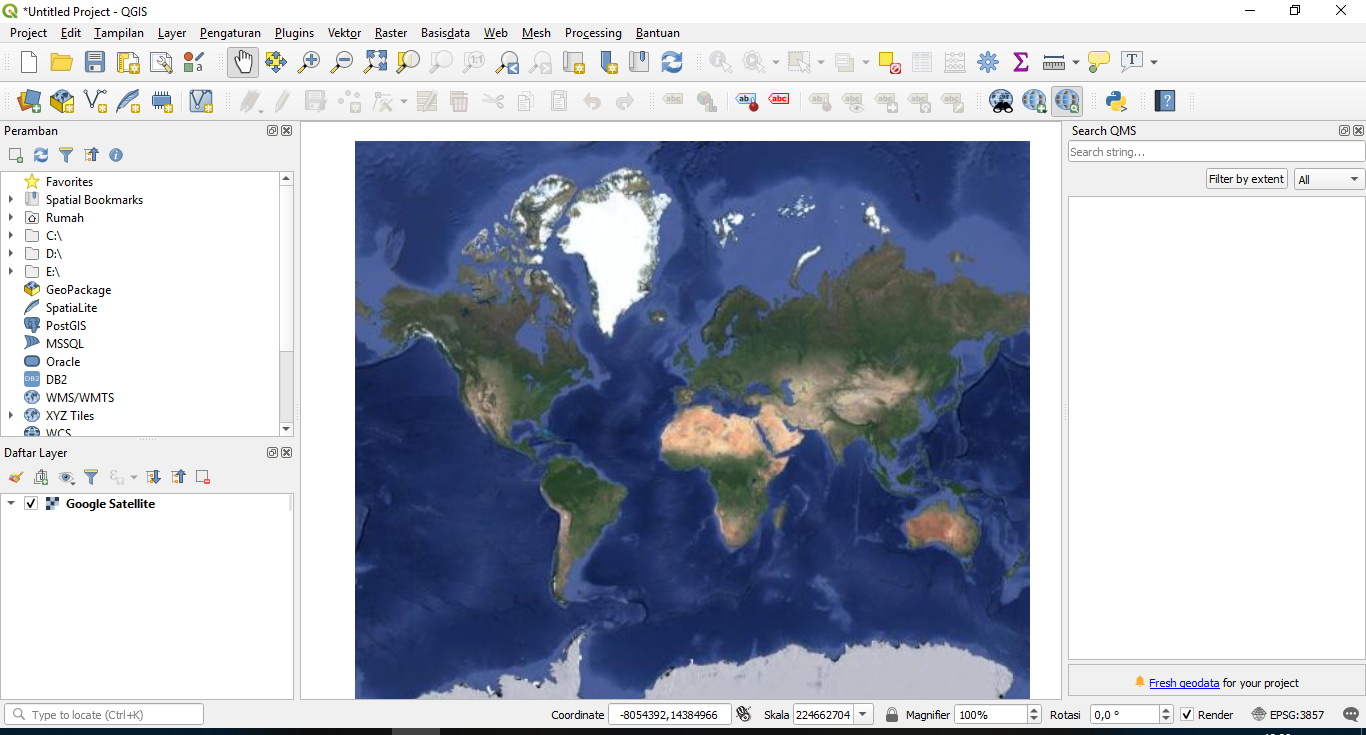 *Untitled Project - QGIS
Project Edit Tampilan Layer Pengaturan Plugins Vektor Raster Basisdata Web Mesh Processing Bantuan
Peramban
Favorites
Spatial Bookmarks
Rumah
C:\
D:\
E:\
GeoPackage
SpatiaLite
PostGIS
MSSQL
Oracle
DB2
WMS/WMTS
XYZ Tiles
WCS
Daftar Layer
Google Satellite
Search QMS
Search string...
Filter by extent All
Fresh geodata for your project
Type to locate (Ctrl+K) Coordinate -8054392,14384966 Skala 224662704 Magnifier 100% Rotasi 0,0 ° Render EPSG:3857